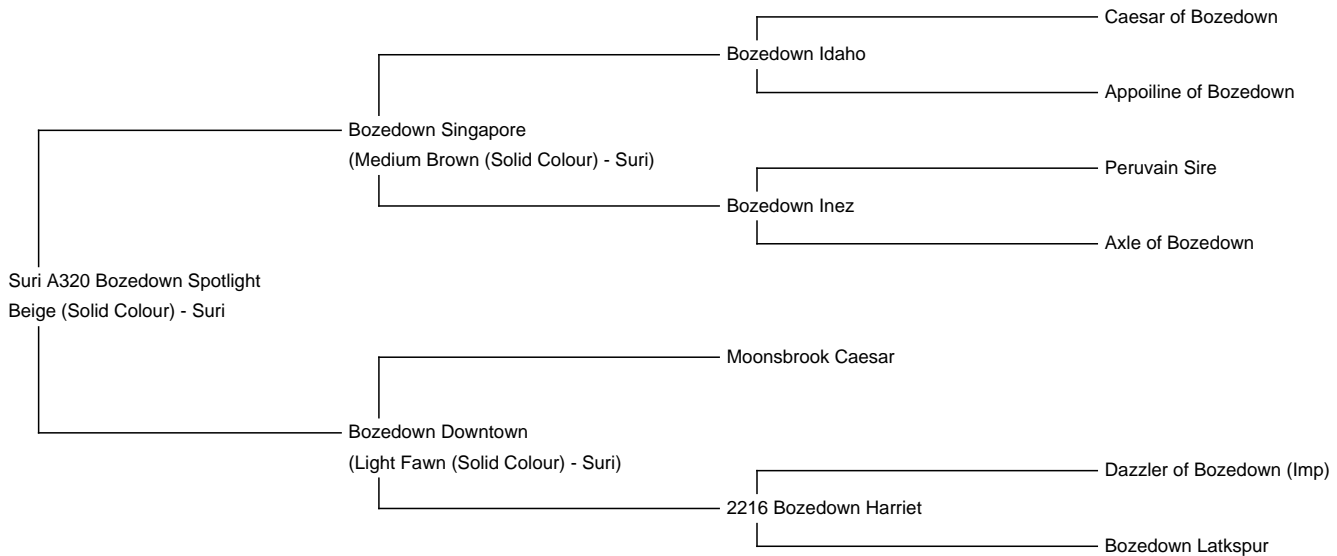 Caesar of Bozedown
Bozedown Idaho
Appoiline of Bozedown
Bozedown Singapore
(Medium Brown (Solid Colour) - Suri)
Peruvain Sire
Bozedown Inez
Axle of Bozedown
Suri A320 Bozedown Spotlight
Beige (Solid Colour) - Suri
Moonsbrook Caesar
Bozedown Downtown
(Light Fawn (Solid Colour) - Suri)
Dazzler of Bozedown (Imp)
2216 Bozedown Harriet
Bozedown Latkspur